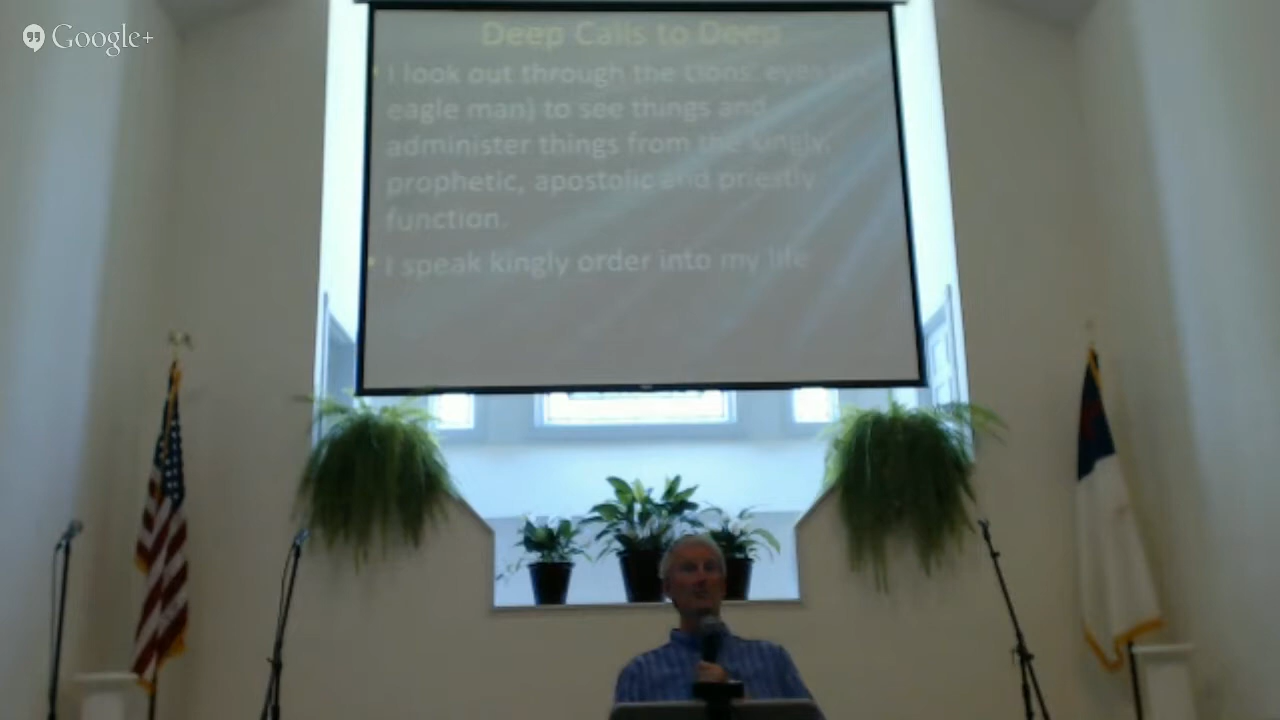 Google+
Deep Calls to Deep
I look out through the Lions' eyes
eagle man) to see things and
administer things from the kingly,
prophetic, apostolic and priestly
function.
I speak kingly order into my life